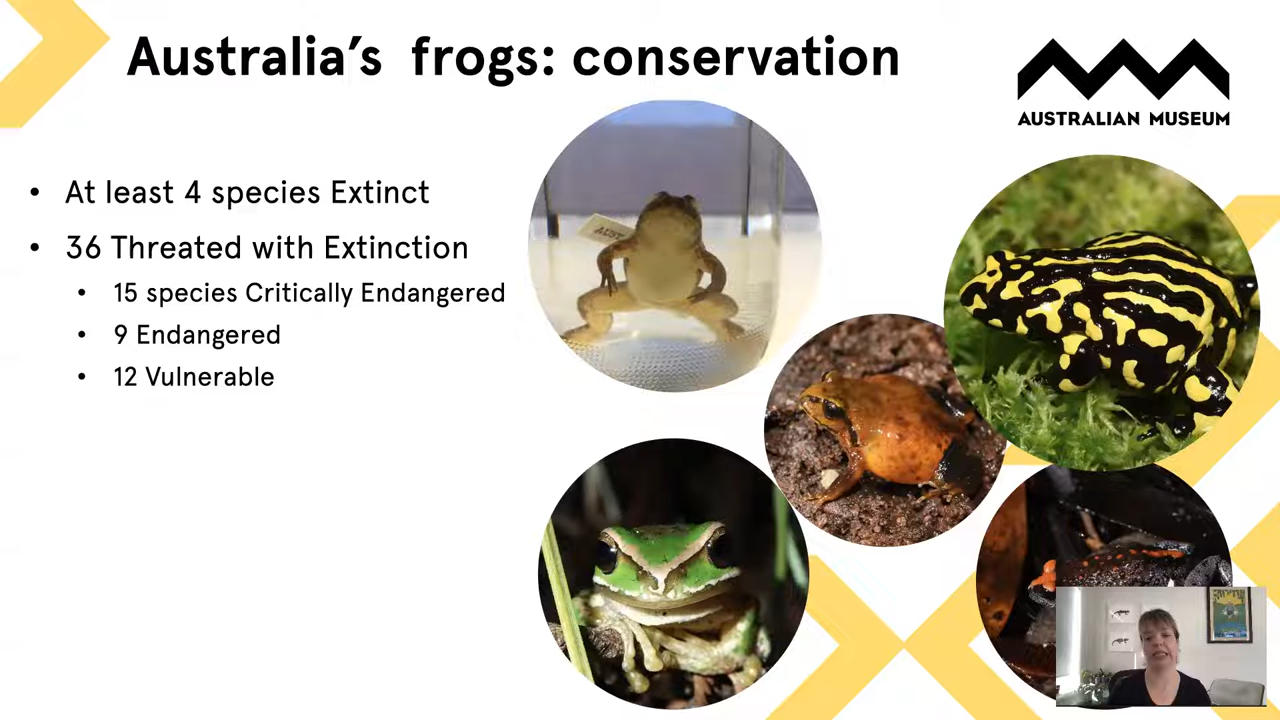 Australia's frogs: conservation
AUSTRALIAN MUSEUM
• At least 4 species Extinct
• 36 Threated with Extinction
• 15 species Critically Endangered
• 9 Endangered
• 12 Vulnerable
AUST